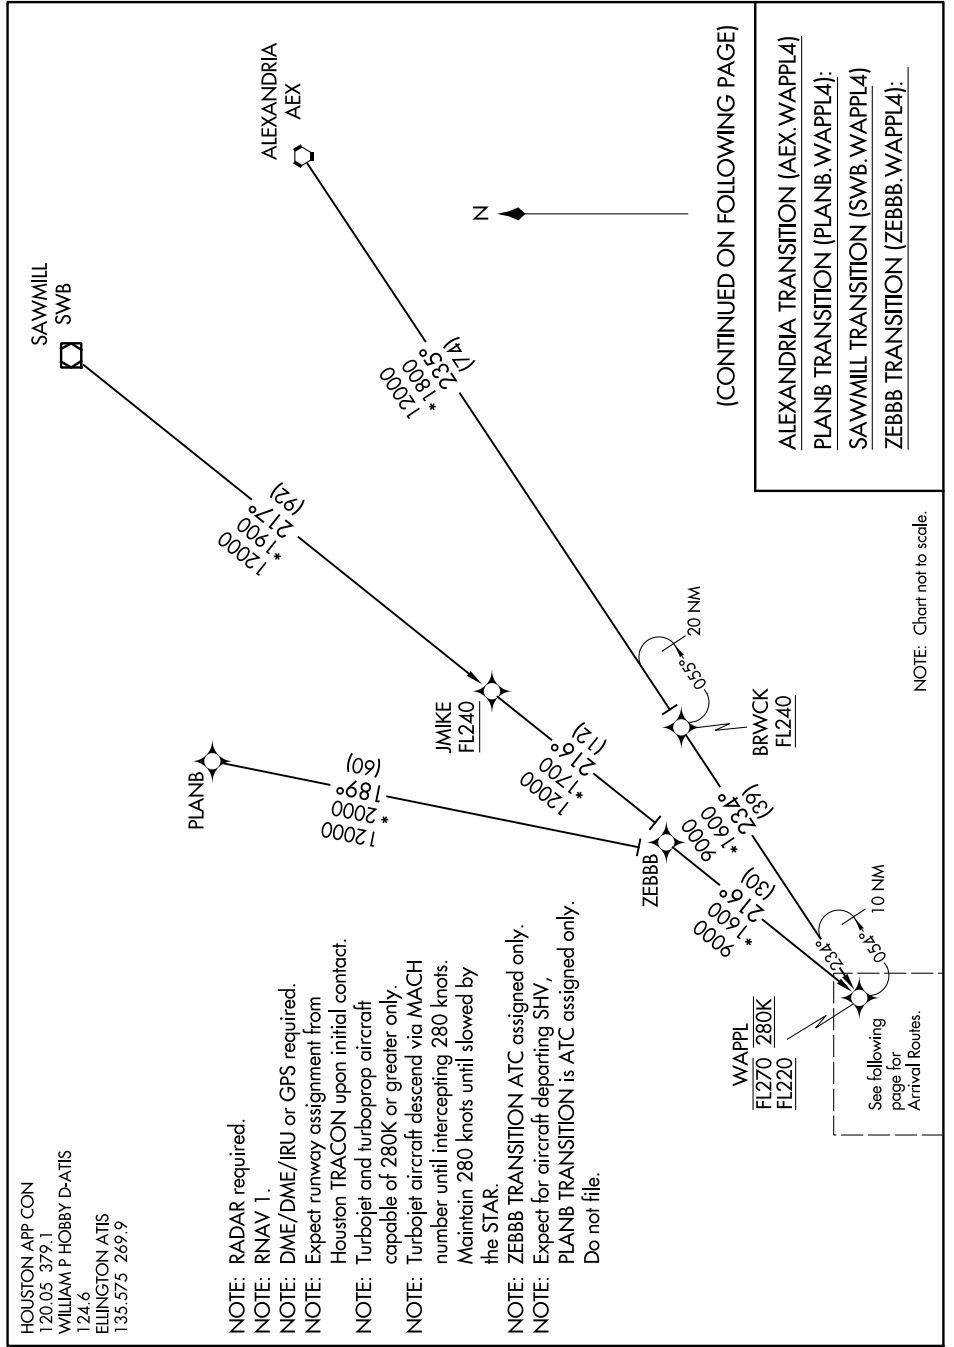 HOUSTON APP CON
120.05 379.1
WILLIAM P HOBBY D-ATIS
124.6
ELLINGTON ATIS
135.575 269.9
NOTE: RADAR required.
NOTE: RNAV 1.
NOTE: DME/DME/IRU or GPS required.
NOTE: Expect runway assignment from
Houston TRACON upon initial contact.
NOTE: Turbojet and turboprop aircraft
capable of 280K or greater only.
NOTE: Turbojet aircraft descend via MACH
number until intercepting 280 knots.
Maintain 280 knots until slowed by
the STAR.
NOTE: ZEBBB TRANSITION ATC assigned only.
NOTE: Expect for aircraft departing SHV,
PLANB TRANSITION is ATC assigned only.
Do not file.
SAWMILL
SWB
ALEXANDRIA
AEX
PLANB
12000
*2000
189°
(60)
12000
*1900
217°
(92)
12000
*1800
235°
(74)
N
JMIKE
FL240
12000
*1700
216°
(12)
ZEBBB
9000
*1600
216°
(30)
9000
*1600
234°
(39)
BRWCK
FL240
055°
20 NM
WAPPL
FL270 280K
FL220
234°
054°
10 NM
See following
page for
Arrival Routes.
NOTE: Chart not to scale.
(CONTINUED ON FOLLOWING PAGE)
ALEXANDRIA TRANSITION (AEX.WAPPL4)
PLANB TRANSITION (PLANB.WAPPL4):
SAWMILL TRANSITION (SWB.WAPPL4)
ZEBBB TRANSITION (ZEBBB.WAPPL4):